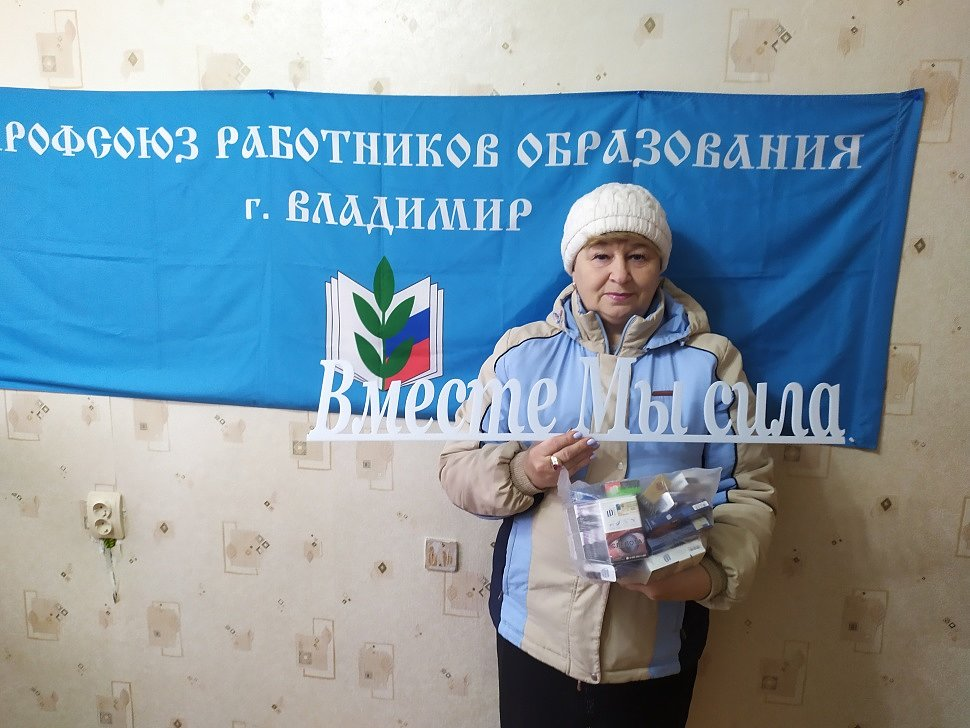 РОФСОЮЗ РАБОТНИКОВ ОБРАЗОВАНИЯ
г. ВЛАДИМИР
Вместе Мы сила